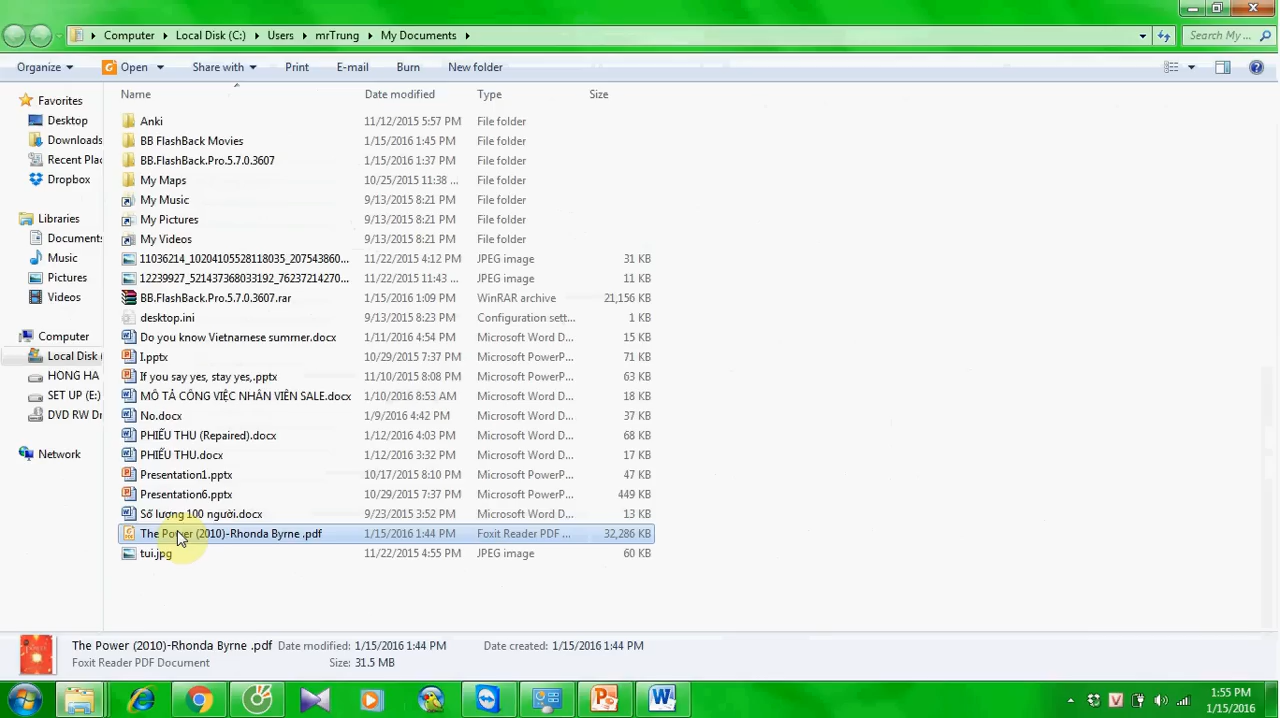 Computer Local Disk (C:) Users mrTrung My Documents Search My ...
Organize Open Share with Print E-mail Burn New folder
Name Date modified Type Size
Favorites
Desktop
Downloads
Recent Plac
Dropbox
Libraries
Documents
Music
Pictures
Videos
Computer
Local Disk (
HONG HA
SET UP (E:)
DVD RW Dr
Network
Anki 11/12/2015 5:57 PM File folder
BB FlashBack Movies 1/15/2016 1:45 PM File folder
BB.FlashBack.Pro.5.7.0.3607 1/15/2016 1:37 PM File folder
My Maps 10/25/2015 11:38 ... File folder
My Music 9/13/2015 8:21 PM File folder
My Pictures 9/13/2015 8:21 PM File folder
My Videos 9/13/2015 8:21 PM File folder
11036214_10204105528118035_207543860... 11/22/2015 4:12 PM JPEG image 31 KB
12239927_521437368033192_76237214270... 11/22/2015 11:43 ... JPEG image 11 KB
BB.FlashBack.Pro.5.7.0.3607.rar 1/15/2016 1:09 PM WinRAR archive 21,156 KB
desktop.ini 9/13/2015 8:23 PM Configuration sett... 1 KB
Do you know Vietnamese summer.docx 1/11/2016 4:54 PM Microsoft Word D... 15 KB
I.pptx 10/29/2015 7:37 PM Microsoft PowerP... 71 KB
If you say yes, stay yes,.pptx 11/10/2015 8:08 PM Microsoft PowerP... 63 KB
MÔ TẢ CÔNG VIỆC NHÂN VIÊN SALE.docx 1/10/2016 8:53 AM Microsoft Word D... 18 KB
No.docx 1/9/2016 4:42 PM Microsoft Word D... 37 KB
PHIẾU THU (Repaired).docx 1/12/2016 4:03 PM Microsoft Word D... 68 KB
PHIẾU THU.docx 1/12/2016 3:32 PM Microsoft Word D... 18 KB
Presentation1.pptx 10/17/2015 8:10 PM Microsoft PowerP... 47 KB
Presentation6.pptx 10/29/2015 7:37 PM Microsoft PowerP... 449 KB
Số lượng 100 người.docx 9/23/2015 3:52 PM Microsoft Word D... 13 KB
The Power (2010)-Rhonda Byrne .pdf 1/15/2016 1:44 PM Foxit Reader PDF ... 32,286 KB
tui.jpg 11/22/2015 4:55 PM JPEG image 60 KB
The Power (2010)-Rhonda Byrne .pdf Date modified: 1/15/2016 1:44 PM Date created: 1/15/2016 1:44 PM
Foxit Reader PDF Document Size: 31.5 MB
1:55 PM
1/15/2016